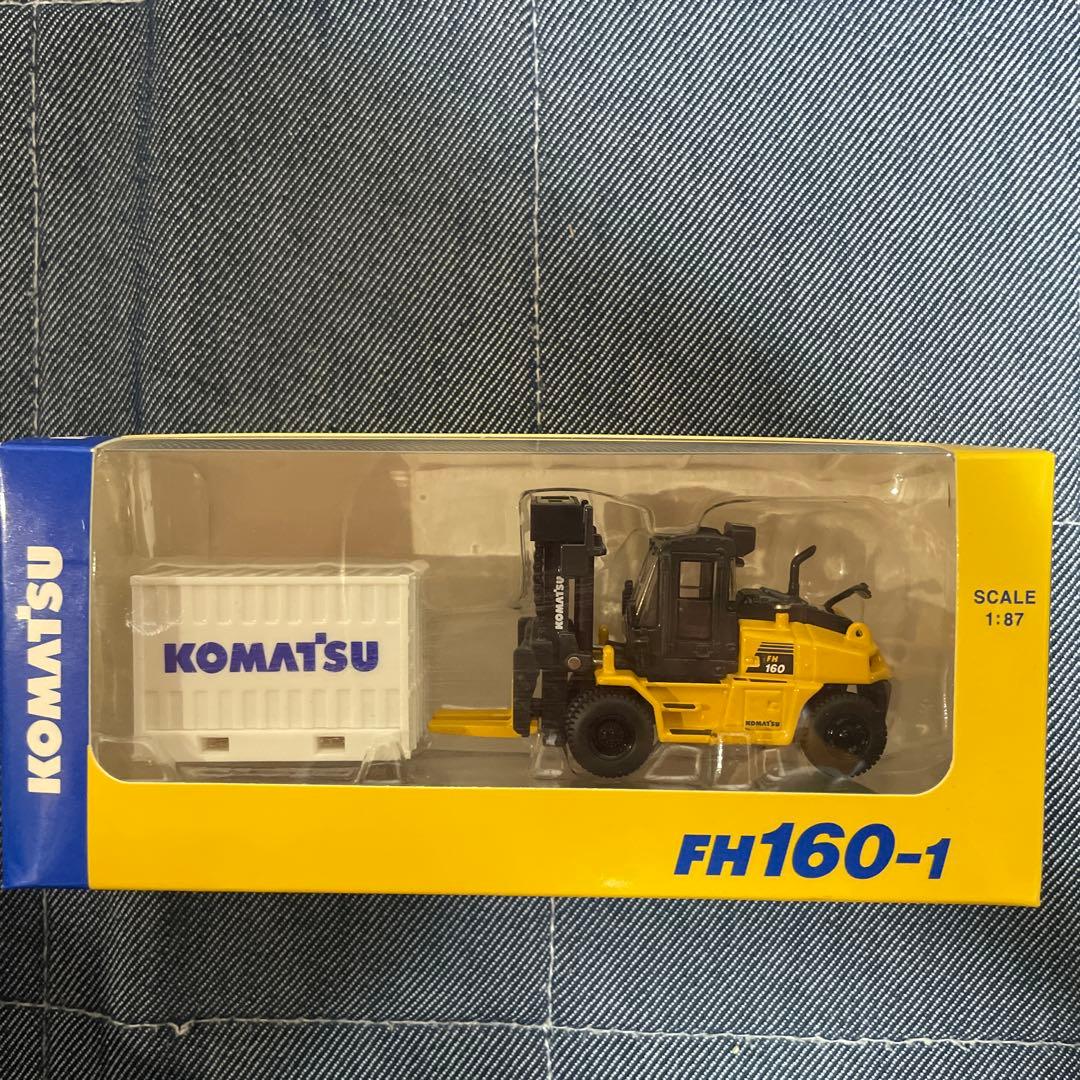 KOMATSU
KOMATSU
KOMATSU
FH
160
KOMATSU
SCALE
1:87
FH160-1